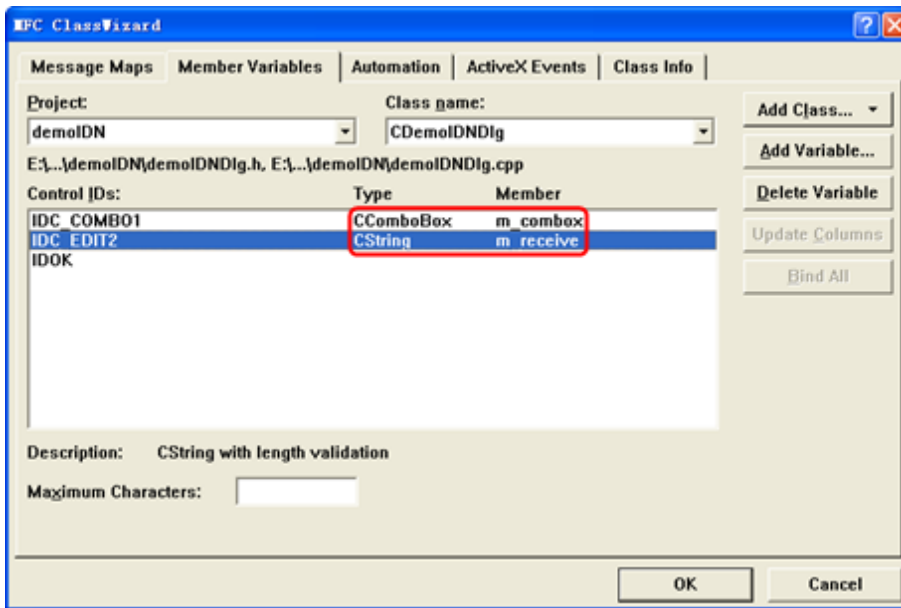 MFC ClassWizard
Message Maps Member Variables Automation ActiveX Events Class Info
Project: Class name:
demoIDN CDemoIDNDlg
Add Class...
Add Variable...
E:\...\demoIDN\demoIDNDlg.h, E:\...\demoIDN\demoIDNDlg.cpp
Control IDs: Type Member
Delete Variable
IDC_COMBO1 CComboBox m_combox
IDC_EDIT2 CString m_receive
Update Columns
IDOK
Bind All
Description: CString with length validation
Maximum Characters:
OK Cancel